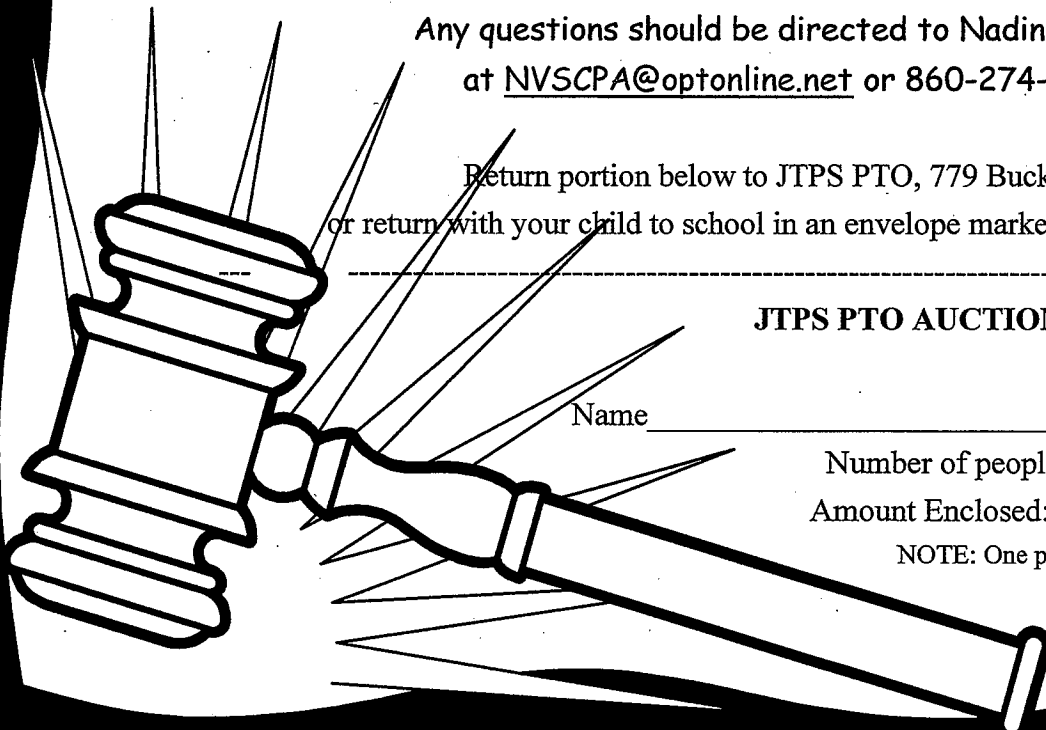 Any questions should be directed to Nadin
at NVSCPA@optonline.net or 860-274-
Return portion below to JTPS PTO, 779 Buck
or return with your child to school in an envelope marke
JTPS PTO AUCTION
Name
Number of peopl
Amount Enclosed:
NOTE: One p